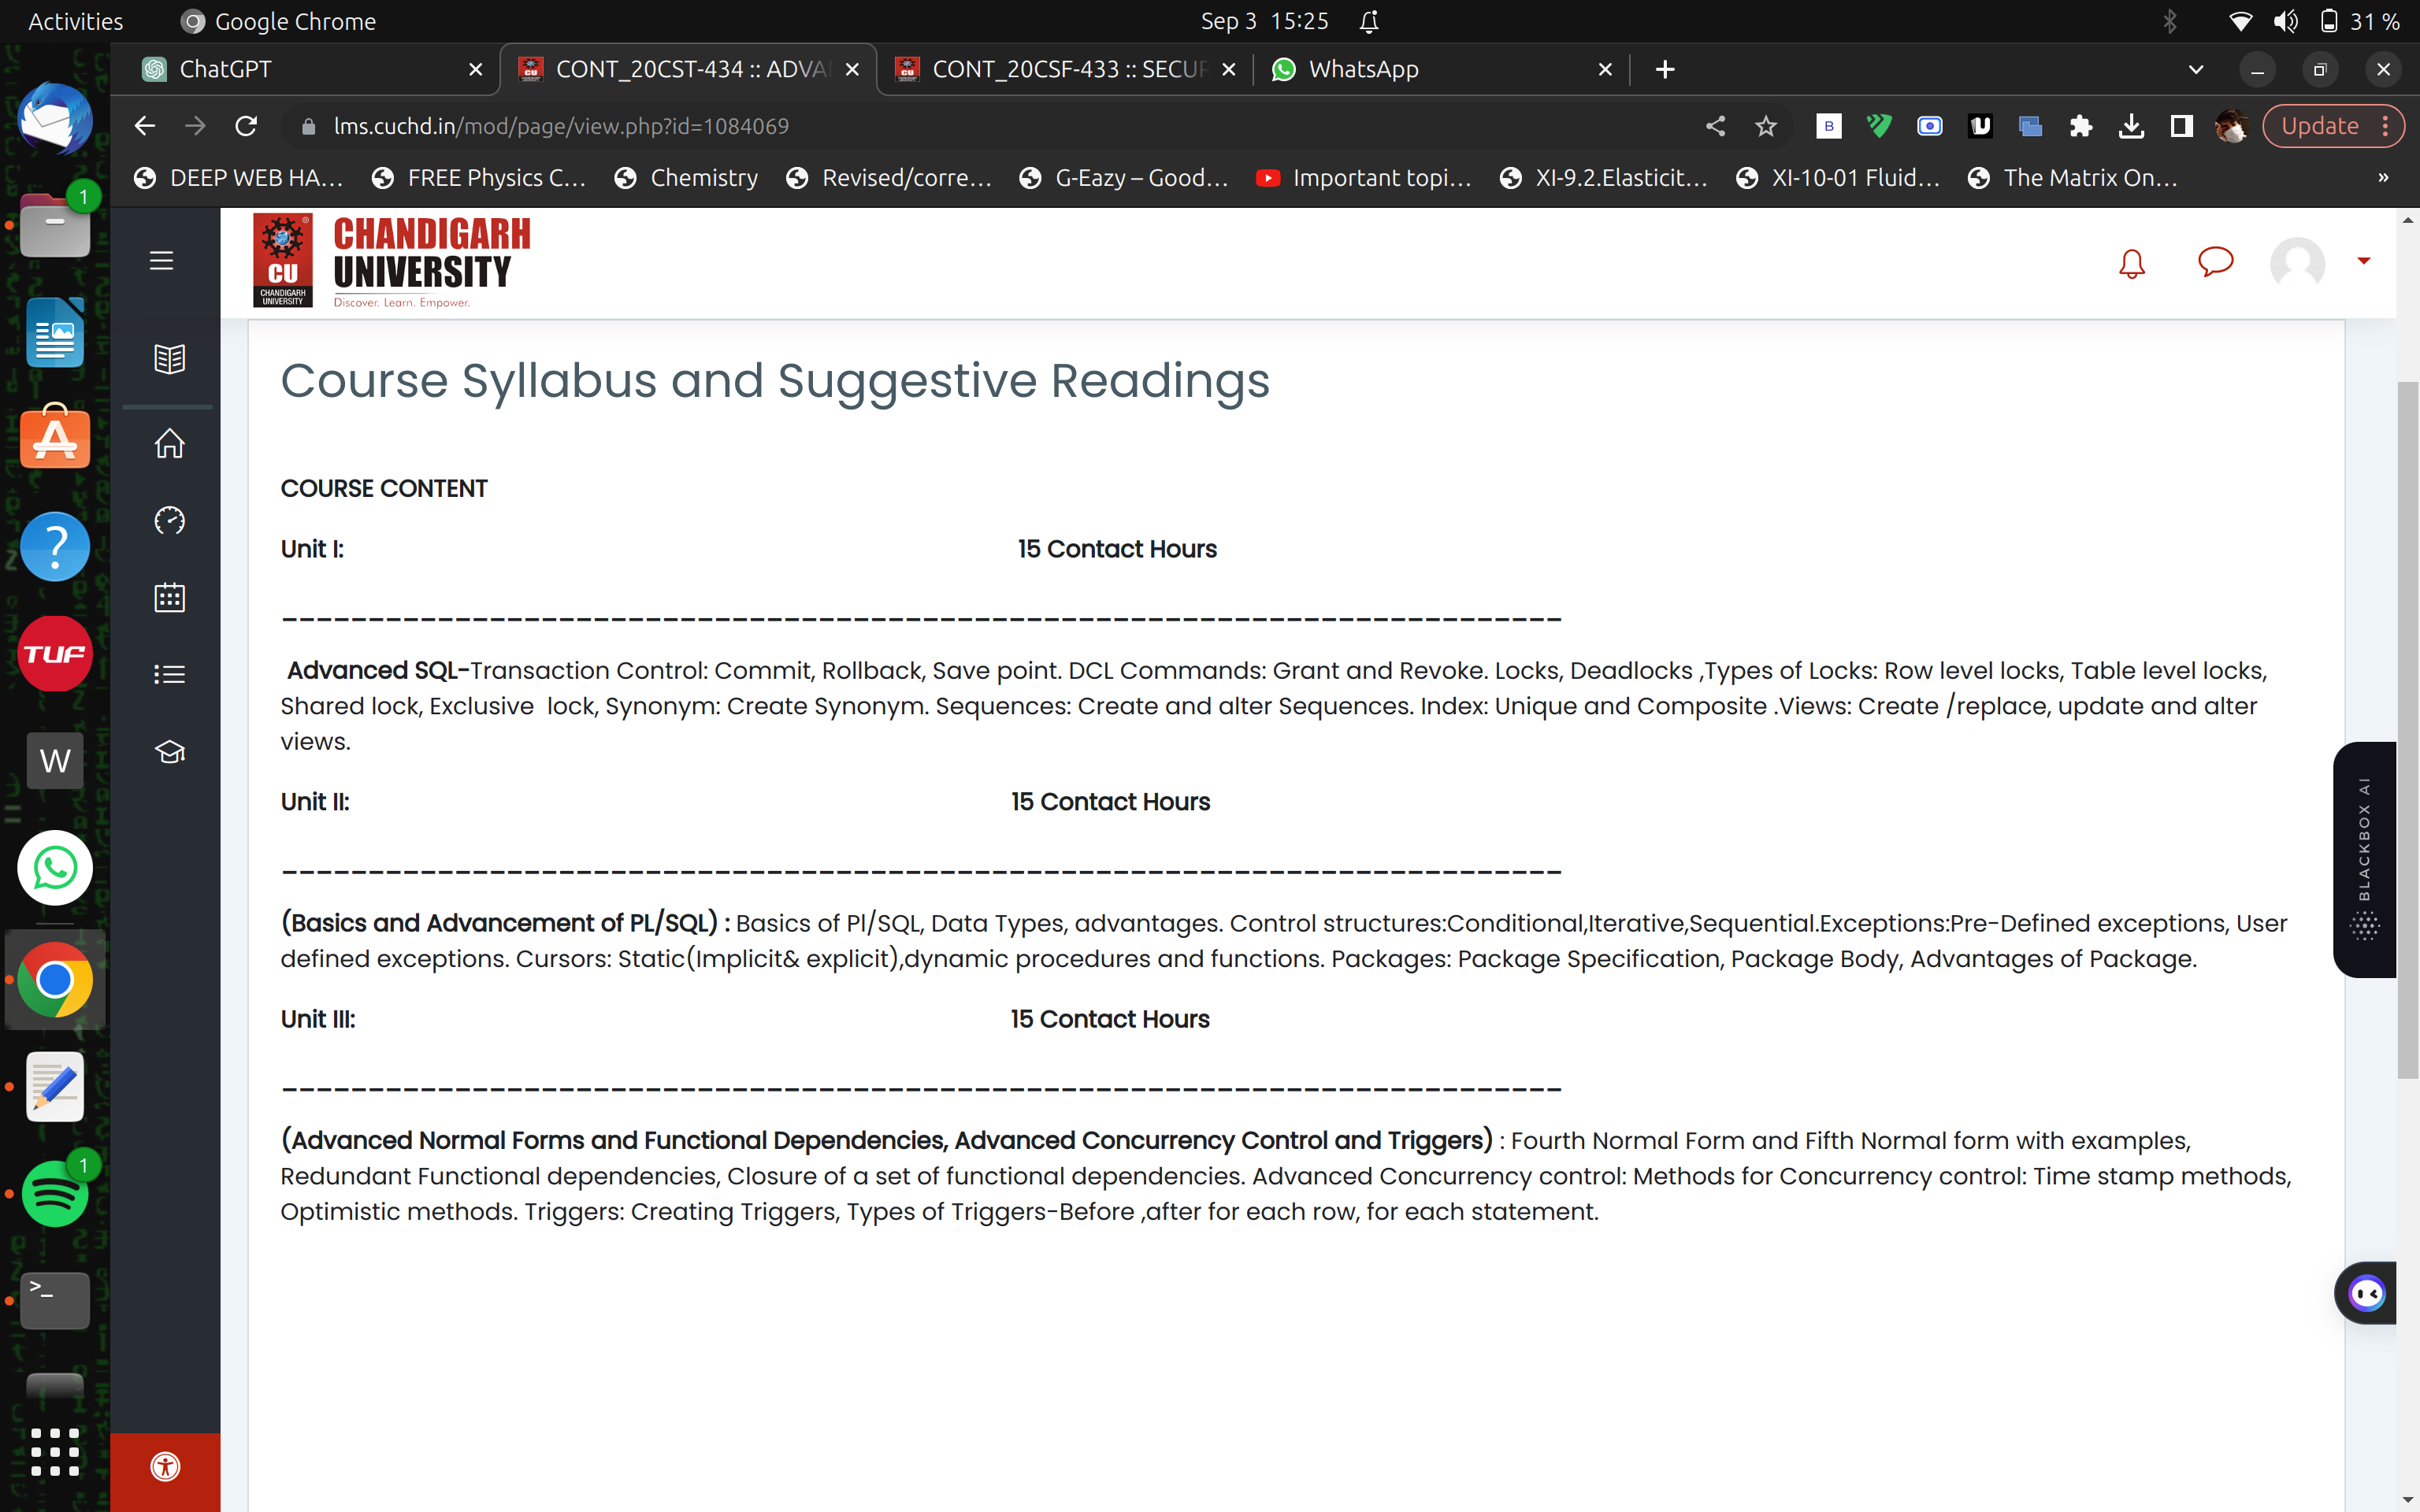 Activities
Google Chrome
Sep 3 15:25
31 %
ChatGPT
CONT_20CST-434 :: ADVA
CONT_20CSF-433 :: SECUR
WhatsApp
lms.cuchd.in/mod/page/view.php?id=1084069
Update
DEEP WEB HA...
FREE Physics C...
Chemistry
Revised/corre...
G-Eazy – Good...
Important topi...
XI-9.2.Elasticit...
XI-10-01 Fluid...
The Matrix On...
»
1
CU
CHANDIGARH
UNIVERSITY
CHANDIGARH
UNIVERSITY
Discover. Learn. Empower.
Course Syllabus and Suggestive Readings
COURSE CONTENT
Unit I: 15 Contact Hours
Advanced SQL-Transaction Control: Commit, Rollback, Save point. DCL Commands: Grant and Revoke. Locks, Deadlocks ,Types of Locks: Row level locks, Table level locks,
Shared lock, Exclusive lock, Synonym: Create Synonym. Sequences: Create and alter Sequences. Index: Unique and Composite .Views: Create /replace, update and alter
views.
Unit II: 15 Contact Hours
(Basics and Advancement of PL/SQL) : Basics of Pl/SQL, Data Types, advantages. Control structures:Conditional,Iterative,Sequential.Exceptions:Pre-Defined exceptions, User
defined exceptions. Cursors: Static(Implicit& explicit),dynamic procedures and functions. Packages: Package Specification, Package Body, Advantages of Package.
Unit III: 15 Contact Hours
(Advanced Normal Forms and Functional Dependencies, Advanced Concurrency Control and Triggers) : Fourth Normal Form and Fifth Normal form with examples,
Redundant Functional dependencies, Closure of a set of functional dependencies. Advanced Concurrency control: Methods for Concurrency control: Time stamp methods,
Optimistic methods. Triggers: Creating Triggers, Types of Triggers-Before ,after for each row, for each statement.
BLACKBOX AI
TUF
W
1